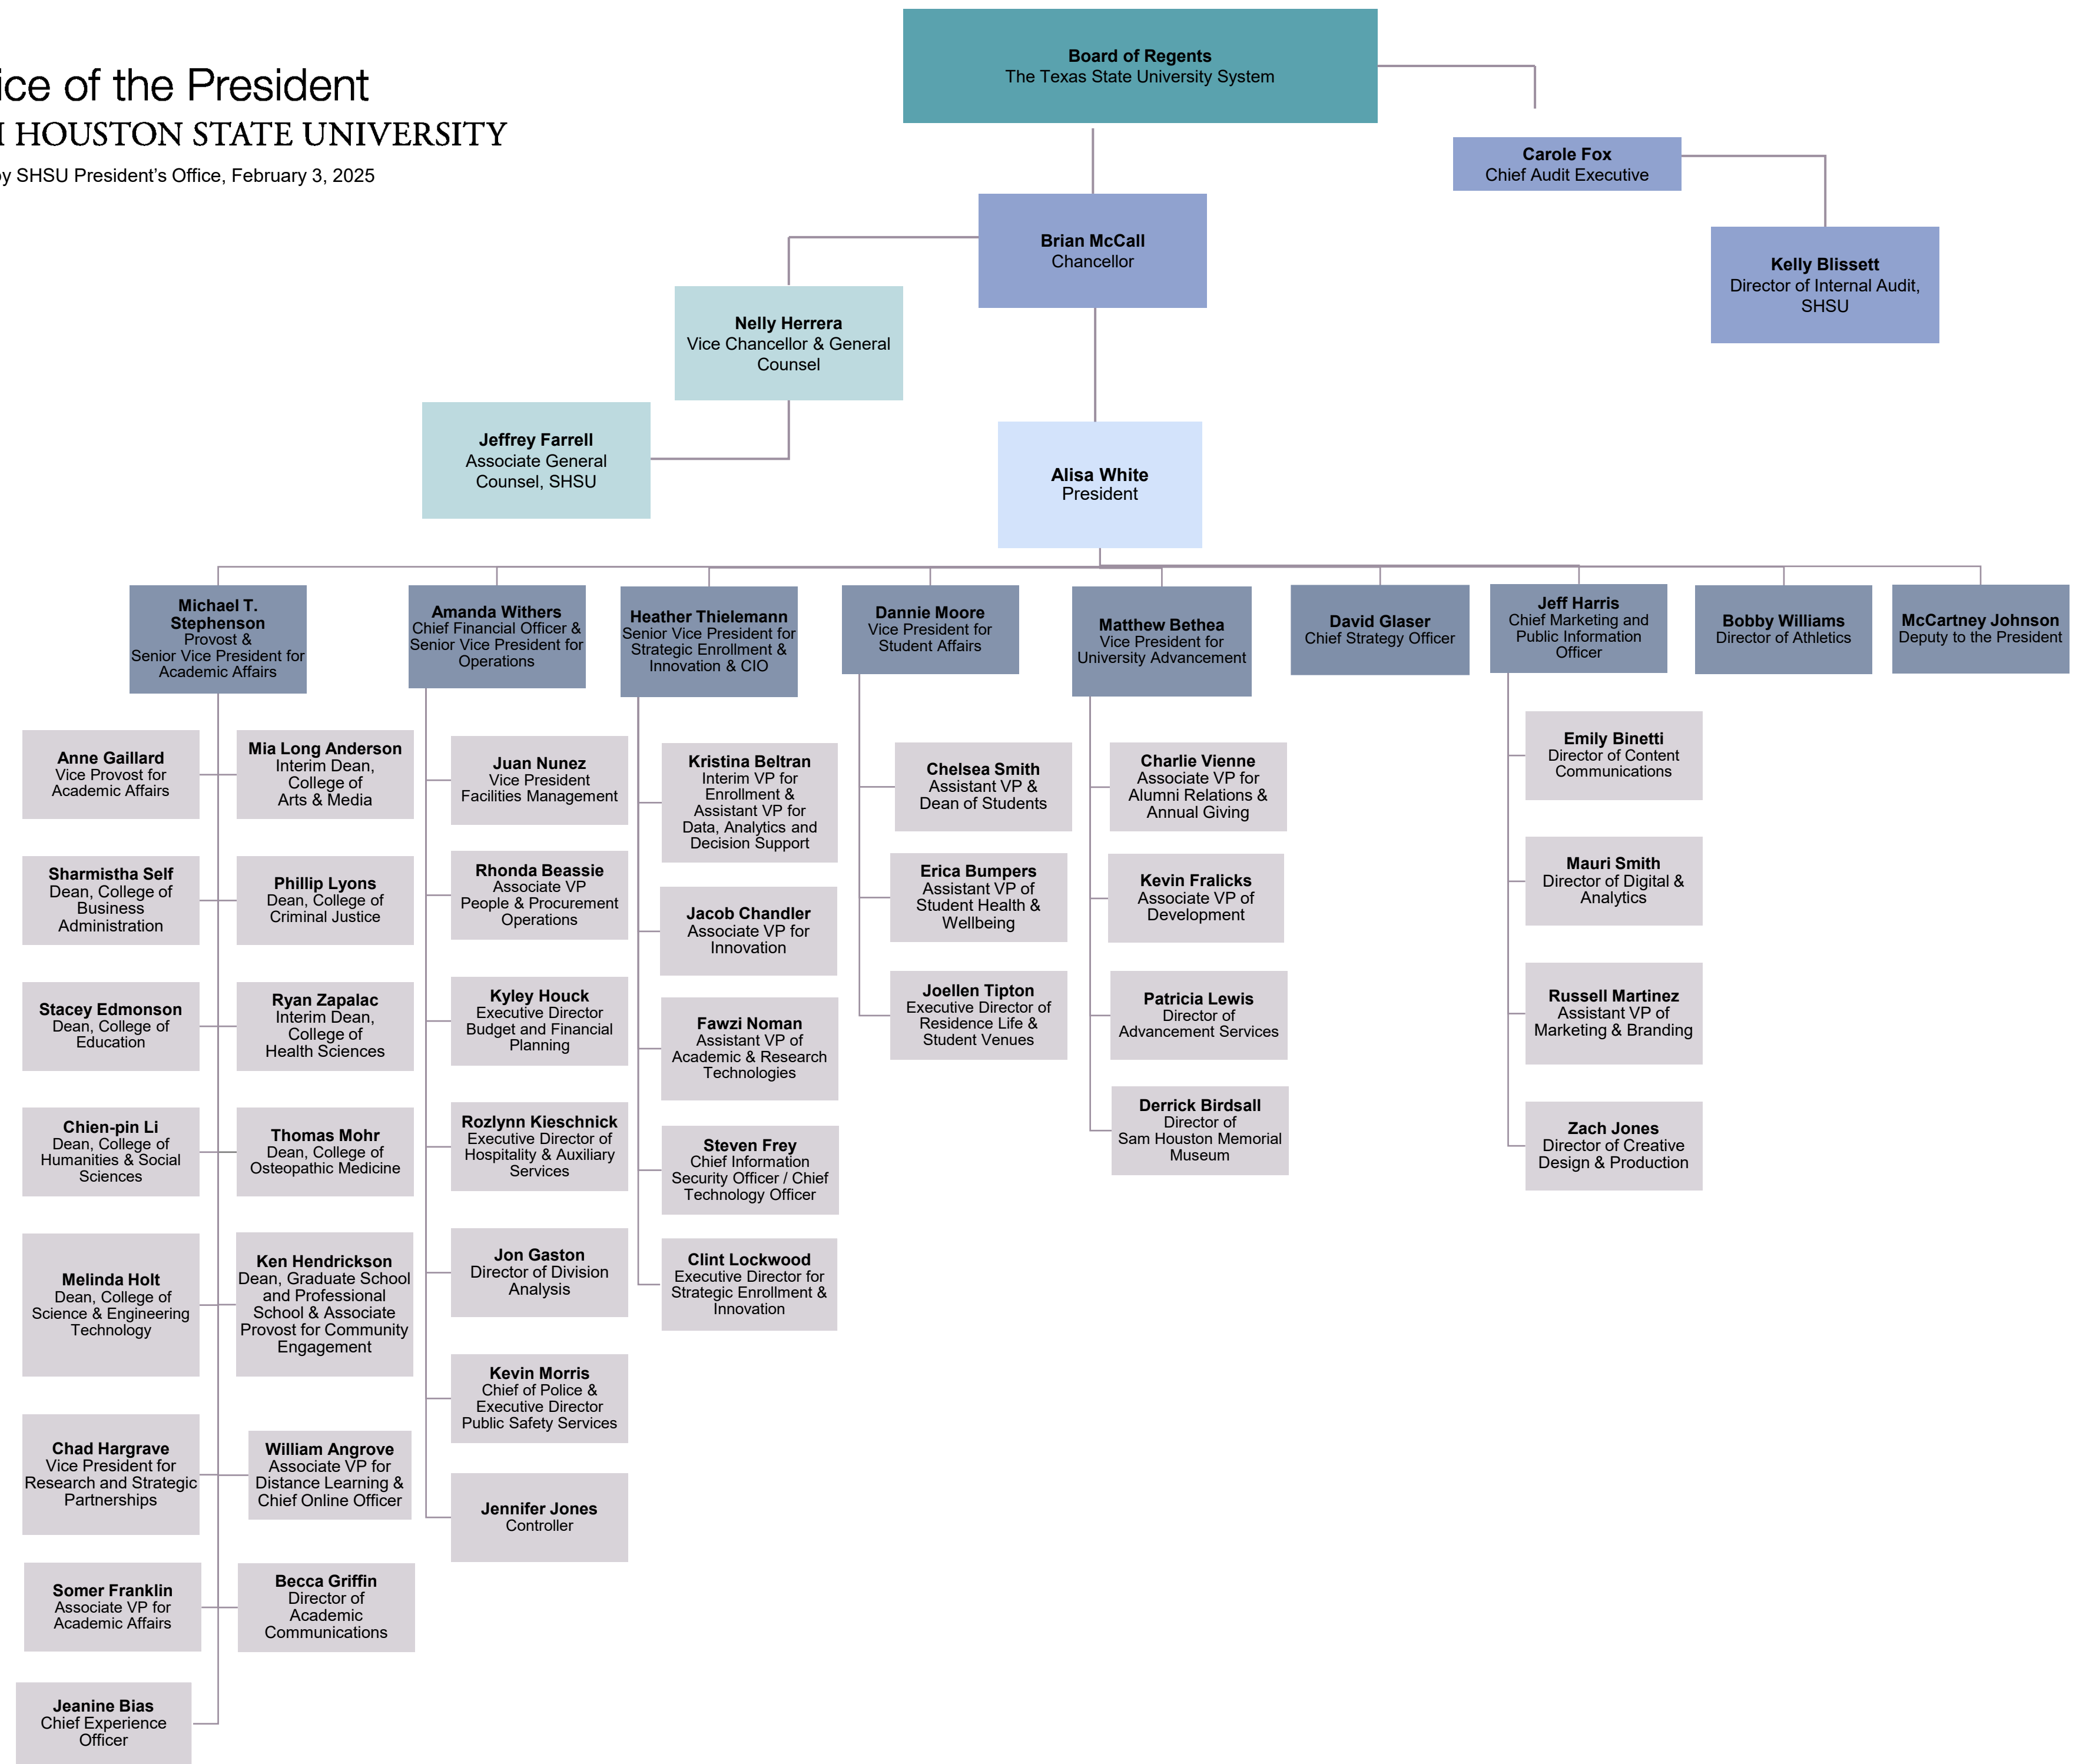 ice of the President
HOUSTON STATE UNIVERSITY
by SHSU President's Office, February 3, 2025
Board of Regents
The Texas State University System
Carole Fox
Chief Audit Executive
Kelly Blissett
Director of Internal Audit,
SHSU
Brian McCall
Chancellor
Nelly Herrera
Vice Chancellor & General
Counsel
Jeffrey Farrell
Associate General
Counsel, SHSU
Alisa White
President
Michael T.
Stephenson
Provost &
Senior Vice President for
Academic Affairs
Amanda Withers
Chief Financial Officer &
Senior Vice President for
Operations
Heather Thielemann
Senior Vice President for
Strategic Enrollment &
Innovation & CIO
Dannie Moore
Vice President for
Student Affairs
Matthew Bethea
Vice President for
University Advancement
David Glaser
Chief Strategy Officer
Jeff Harris
Chief Marketing and
Public Information
Officer
Bobby Williams
Director of Athletics
McCartney Johnson
Deputy to the President
Anne Gaillard
Vice Provost for
Academic Affairs
Mia Long Anderson
Interim Dean,
College of
Arts & Media
Sharmistha Self
Dean, College of
Business
Administration
Phillip Lyons
Dean, College of
Criminal Justice
Stacey Edmonson
Dean, College of
Education
Ryan Zapalac
Interim Dean,
College of
Health Sciences
Chien-pin Li
Dean, College of
Humanities & Social
Sciences
Thomas Mohr
Dean, College of
Osteopathic Medicine
Melinda Holt
Dean, College of
Science & Engineering
Technology
Ken Hendrickson
Dean, Graduate School
and Professional
School & Associate
Provost for Community
Engagement
Chad Hargrave
Vice President for
Research and Strategic
Partnerships
William Angrove
Associate VP for
Distance Learning &
Chief Online Officer
Somer Franklin
Associate VP for
Academic Affairs
Becca Griffin
Director of
Academic
Communications
Jeanine Bias
Chief Experience
Officer
Juan Nunez
Vice President
Facilities Management
Rhonda Beassie
Associate VP
People & Procurement
Operations
Kyley Houck
Executive Director
Budget and Financial
Planning
Rozlynn Kieschnick
Executive Director of
Hospitality & Auxiliary
Services
Jon Gaston
Director of Division
Analysis
Kevin Morris
Chief of Police &
Executive Director
Public Safety Services
Jennifer Jones
Controller
Kristina Beltran
Interim VP for
Enrollment &
Assistant VP for
Data, Analytics and
Decision Support
Jacob Chandler
Associate VP for
Innovation
Fawzi Noman
Assistant VP of
Academic & Research
Technologies
Steven Frey
Chief Information
Security Officer / Chief
Technology Officer
Clint Lockwood
Executive Director for
Strategic Enrollment &
Innovation
Chelsea Smith
Assistant VP &
Dean of Students
Erica Bumpers
Assistant VP of
Student Health &
Wellbeing
Joellen Tipton
Executive Director of
Residence Life &
Student Venues
Charlie Vienne
Associate VP for
Alumni Relations &
Annual Giving
Kevin Fralicks
Associate VP of
Development
Patricia Lewis
Director of
Advancement Services
Derrick Birdsall
Director of
Sam Houston Memorial
Museum
Emily Binetti
Director of Content
Communications
Mauri Smith
Director of Digital &
Analytics
Russell Martinez
Assistant VP of
Marketing & Branding
Zach Jones
Director of Creative
Design & Production